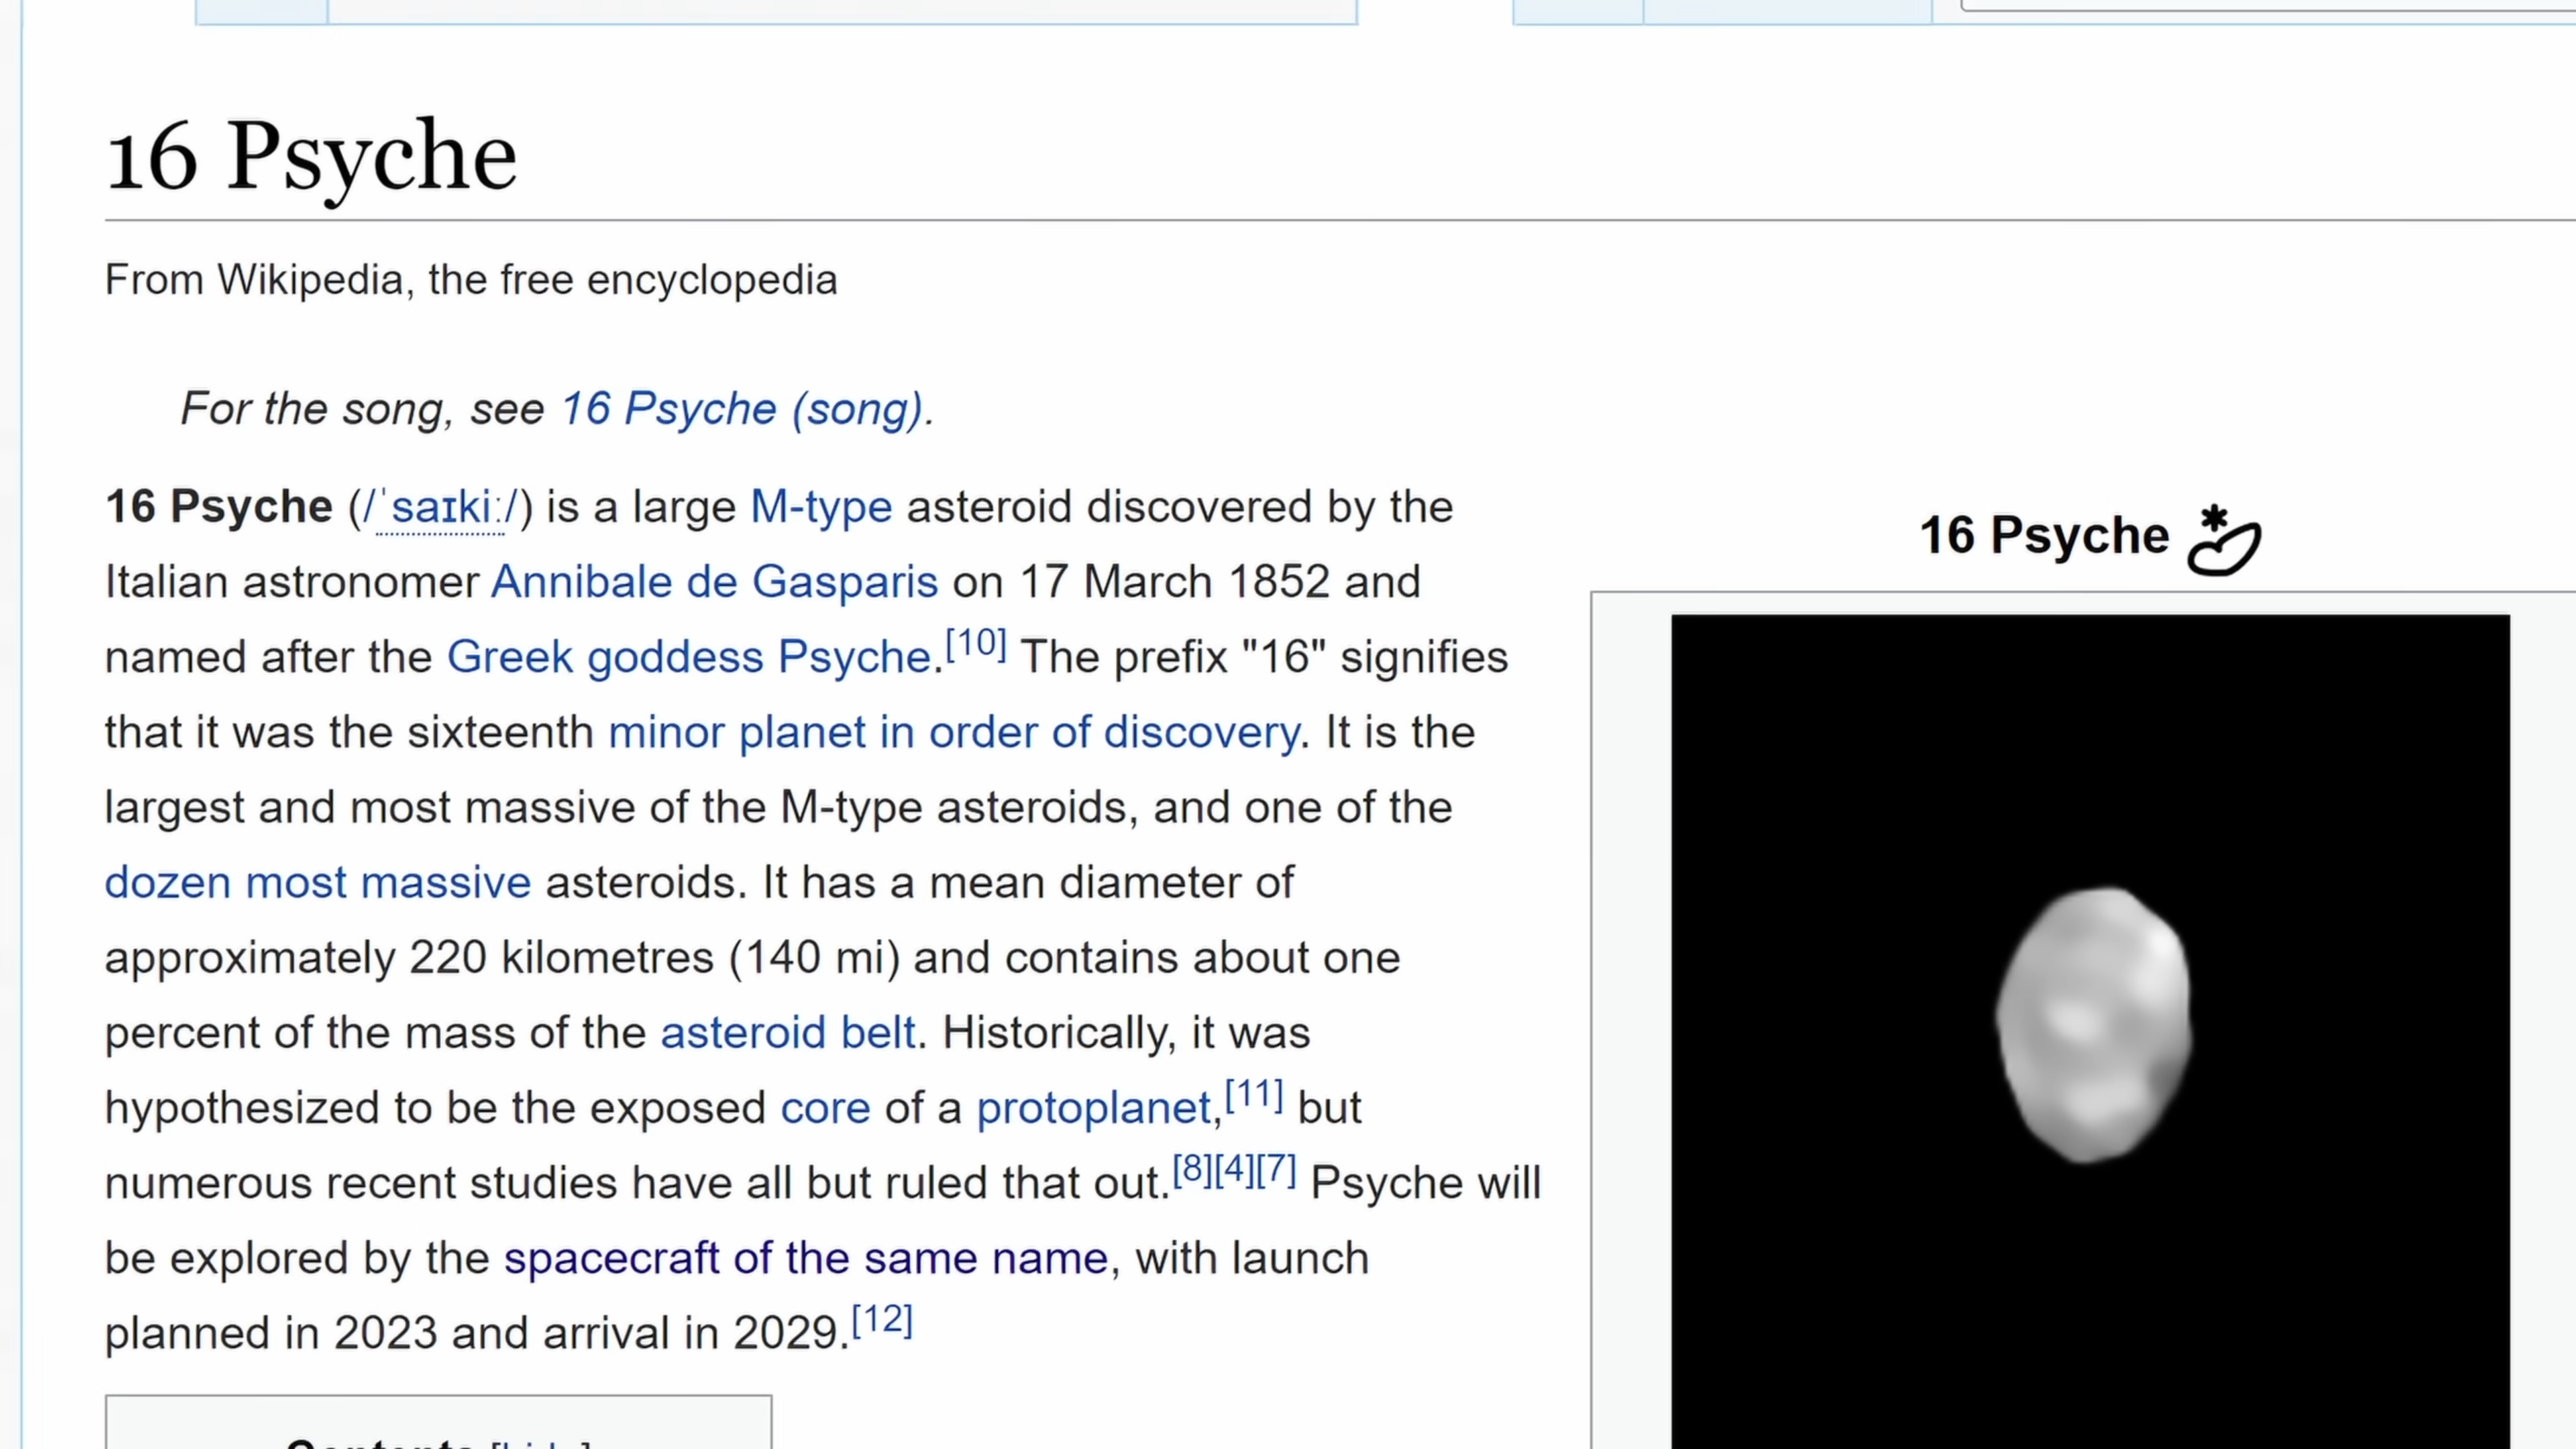 16 Psyche
From Wikipedia, the free encyclopedia
For the song, see 16 Psyche (song).
16 Psyche (/ˈsaɪkiː/) is a large M-type asteroid discovered by the
Italian astronomer Annibale de Gasparis on 17 March 1852 and
named after the Greek goddess Psyche.[10] The prefix "16" signifies
that it was the sixteenth minor planet in order of discovery. It is the
largest and most massive of the M-type asteroids, and one of the
dozen most massive asteroids. It has a mean diameter of
approximately 220 kilometres (140 mi) and contains about one
percent of the mass of the asteroid belt. Historically, it was
hypothesized to be the exposed core of a protoplanet,[11] but
numerous recent studies have all but ruled that out.[8][4][7] Psyche will
be explored by the spacecraft of the same name, with launch
planned in 2023 and arrival in 2029.[12]
16 Psyche